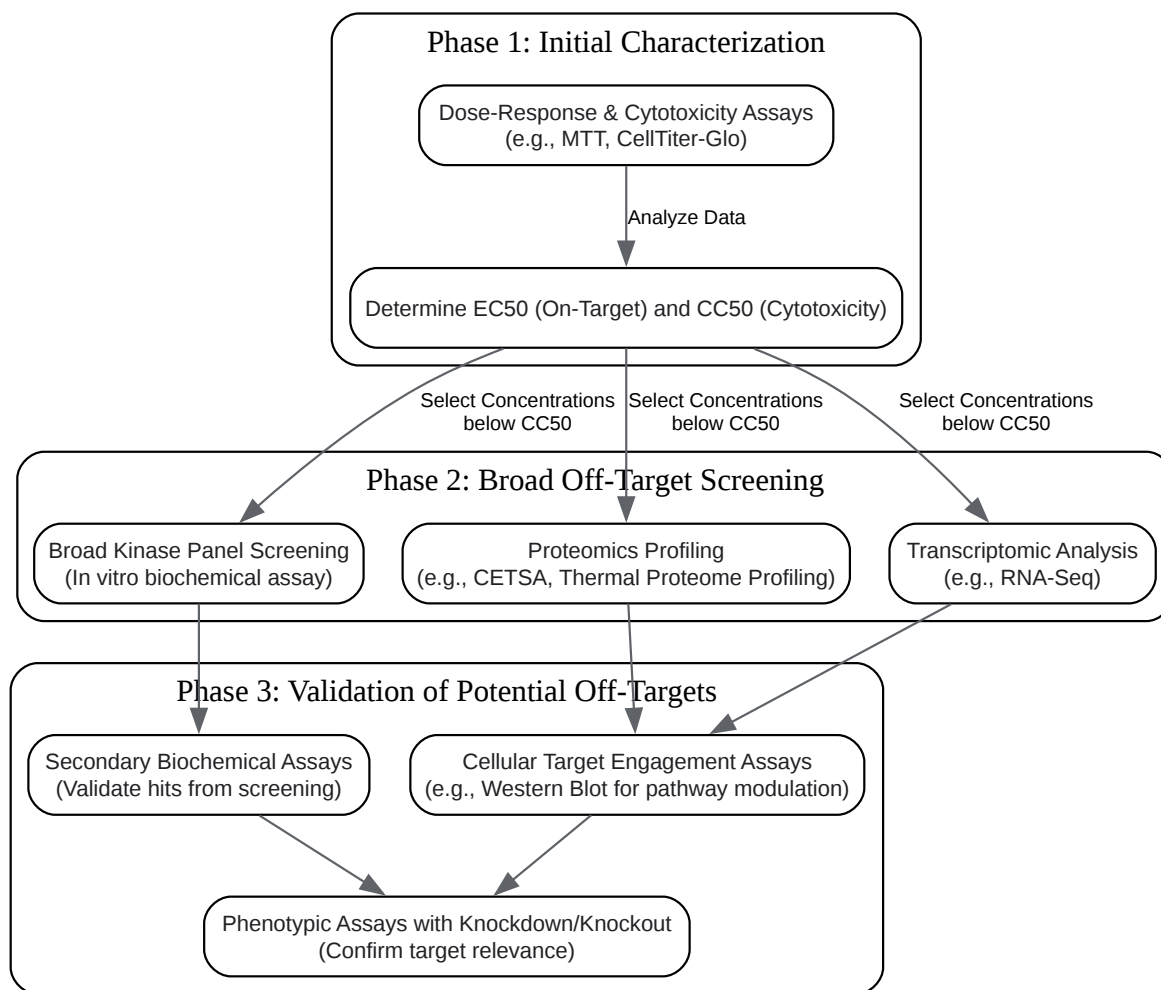 Phase 1: Initial Characterization
Dose-Response & Cytotoxicity Assays
(e.g., MTT, CellTiter-Glo)
Analyze Data
Determine EC50 (On-Target) and CC50 (Cytotoxicity)
Select Concentrations
below CC50
Select Concentrations
below CC50
Select Concentrations
below CC50
Phase 2: Broad Off-Target Screening
Broad Kinase Panel Screening
(In vitro biochemical assay)
Proteomics Profiling
(e.g., CETSA, Thermal Proteome Profiling)
Transcriptomic Analysis
(e.g., RNA-Seq)
Phase 3: Validation of Potential Off-Targets
Secondary Biochemical Assays
(Validate hits from screening)
Cellular Target Engagement Assays
(e.g., Western Blot for pathway modulation)
Phenotypic Assays with Knockdown/Knockout
(Confirm target relevance)